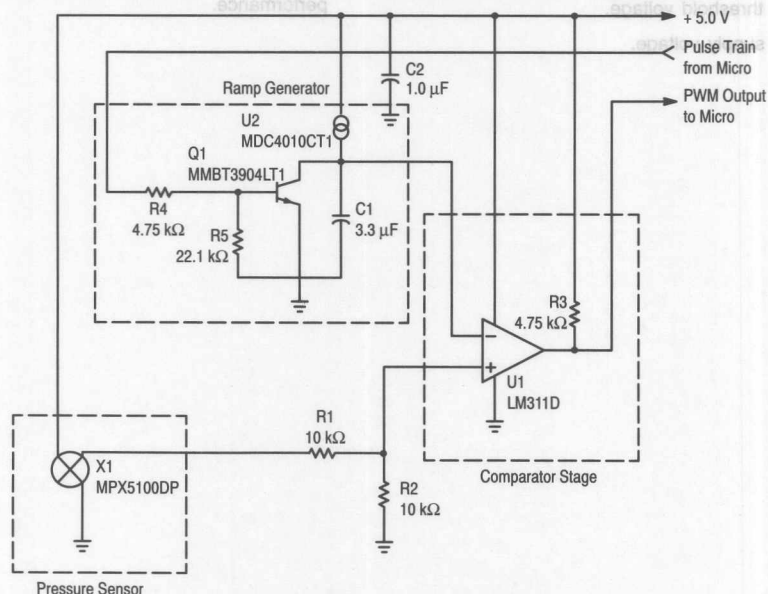 threshold voltage
supply voltage.
performance.
+ 5.0 V
Pulse Train
from Micro
PWM Output
to Micro
C2
1.0 µF
Ramp Generator
U2
MDC4010CT1
Q1
MMBT3904LT1
R4
4.75 kΩ
R5
22.1 kΩ
C1
3.3 µF
R3
4.75 kΩ
−
+
U1
LM311D
Comparator Stage
R1
10 kΩ
R2
10 kΩ
X1
MPX5100DP
Pressure Sensor